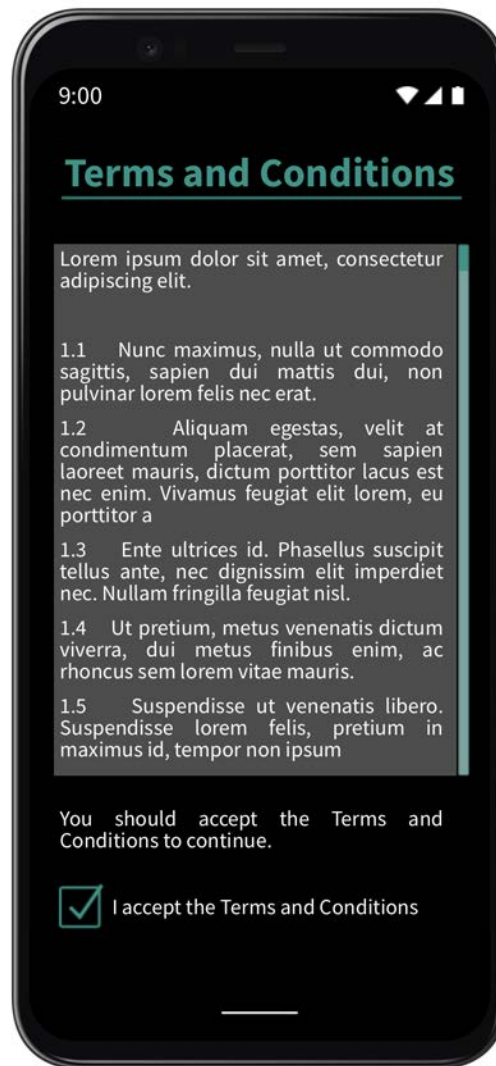 9:00
Terms and Conditions
Lorem ipsum dolor sit amet, consectetur
adipiscing elit.
1.1 Nunc maximus, nulla ut commodo
sagittis, sapien dui mattis dui, non
pulvinar lorem felis nec erat.
1.2 Aliquam egestas, velit at
condimentum placerat, sem sapien
laoreet mauris, dictum porttitor lacus est
nec enim. Vivamus feugiat elit lorem, eu
porttitor a
1.3 Ente ultrices id. Phasellus suscipit
tellus ante, nec dignissim elit imperdiet
nec. Nullam fringilla feugiat nisl.
1.4 Ut pretium, metus venenatis dictum
viverra, dui metus finibus enim, ac
rhoncus sem lorem vitae mauris.
1.5 Suspendisse ut venenatis libero.
Suspendisse lorem felis, pretium in
maximus id, tempor non ipsum
You should accept the Terms and
Conditions to continue.
I accept the Terms and Conditions